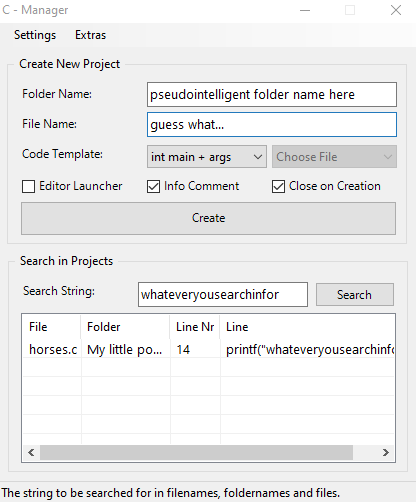 C - Manager
Settings Extras
Create New Project
Folder Name: pseudointelligent folder name here
File Name: guess what...
Code Template: int main + args Choose File
Editor Launcher Info Comment Close on Creation
Create
Search in Projects
Search String: whateveryousearchinfor Search
File Folder Line Nr Line
horses.c My little po... 14 printf("whateveryousearchinfo
The string to be searched for in filenames, foldernames and files.